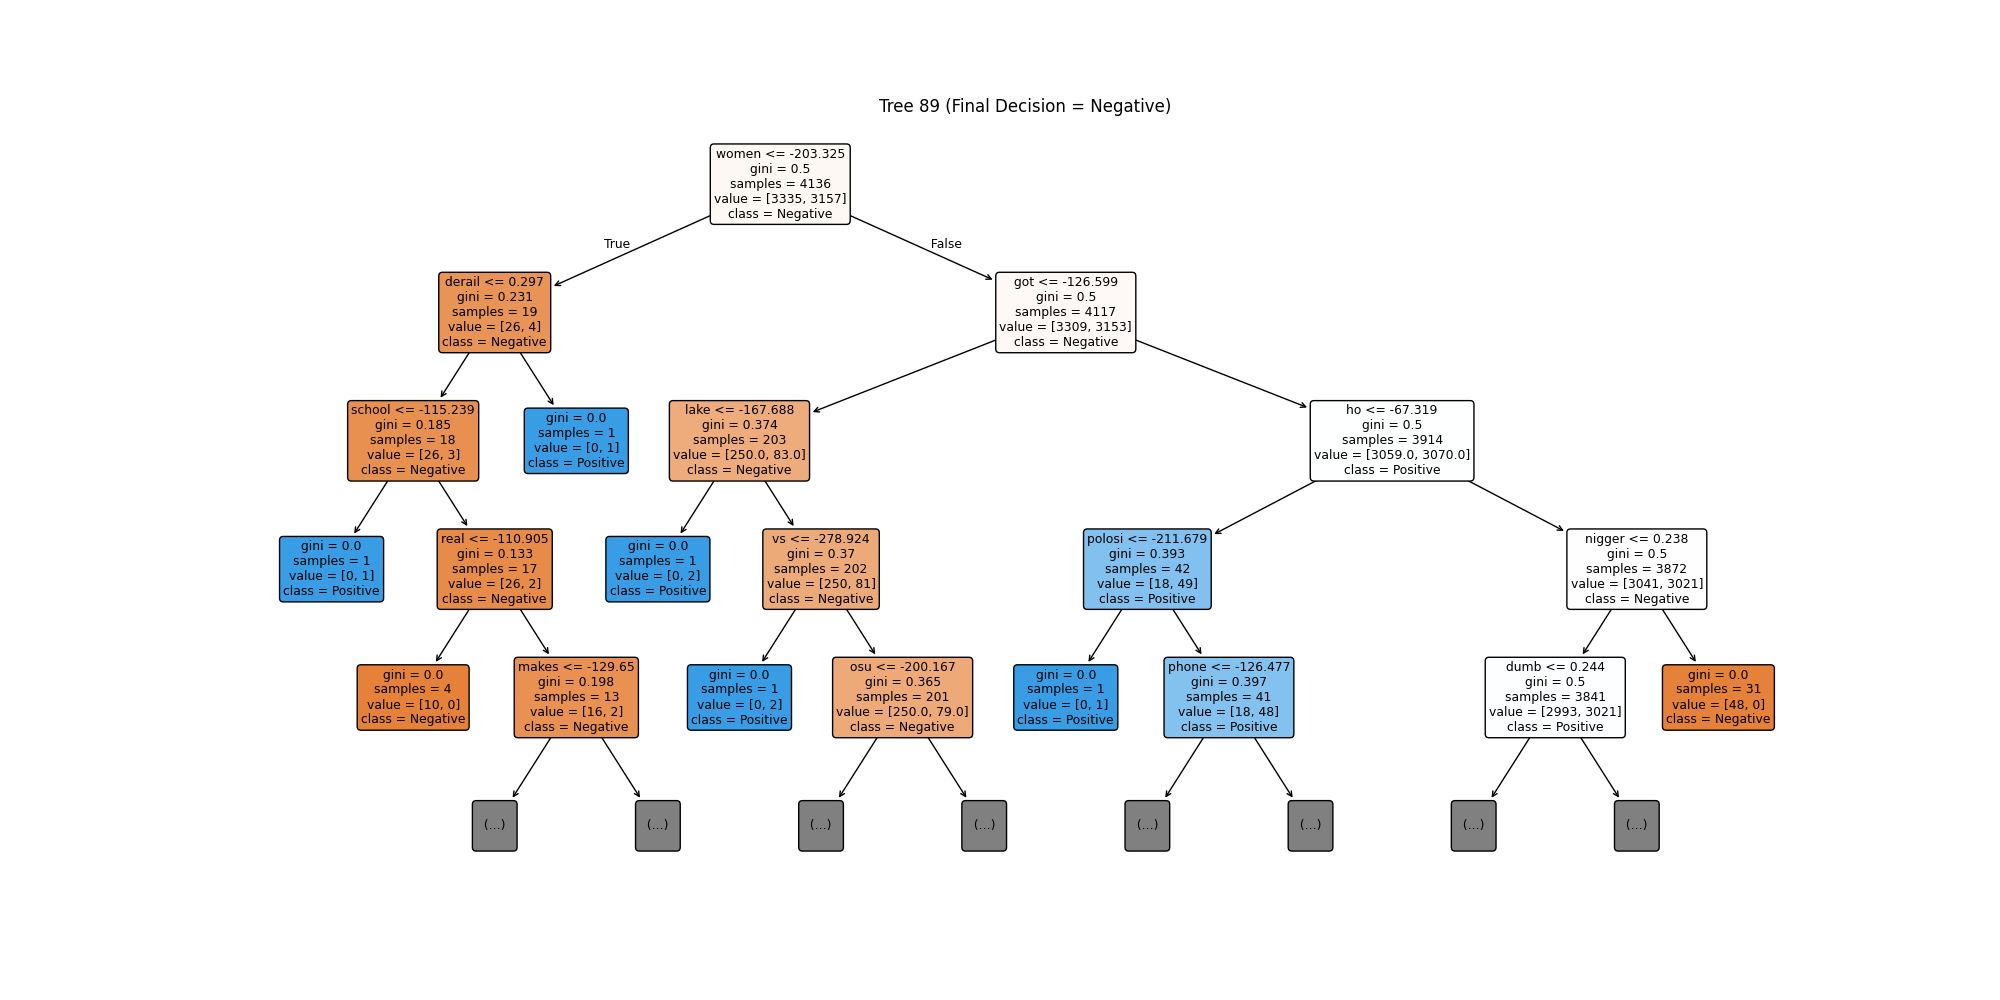 Tree 89 (Final Decision = Negative)
women <= -203.325
gini = 0.5
samples = 4136
value = [3335, 3157]
class = Negative
True
False
derail <= 0.297
gini = 0.231
samples = 19
value = [26, 4]
class = Negative
got <= -126.599
gini = 0.5
samples = 4117
value = [3309, 3153]
class = Negative
school <= -115.239
gini = 0.185
samples = 18
value = [26, 3]
class = Negative
gini = 0.0
samples = 1
value = [0, 1]
class = Positive
lake <= -167.688
gini = 0.374
samples = 203
value = [250.0, 83.0]
class = Negative
ho <= -67.319
gini = 0.5
samples = 3914
value = [3059.0, 3070.0]
class = Positive
gini = 0.0
samples = 1
value = [0, 1]
class = Positive
real <= -110.905
gini = 0.133
samples = 17
value = [26, 2]
class = Negative
gini = 0.0
samples = 1
value = [0, 2]
class = Positive
vs <= -278.924
gini = 0.37
samples = 202
value = [250, 81]
class = Negative
polosi <= -211.679
gini = 0.393
samples = 42
value = [18, 49]
class = Positive
nigger <= 0.238
gini = 0.5
samples = 3872
value = [3041, 3021]
class = Negative
gini = 0.0
samples = 4
value = [10, 0]
class = Negative
makes <= -129.65
gini = 0.198
samples = 13
value = [16, 2]
class = Negative
gini = 0.0
samples = 1
value = [0, 2]
class = Positive
osu <= -200.167
gini = 0.365
samples = 201
value = [250.0, 79.0]
class = Negative
gini = 0.0
samples = 1
value = [0, 1]
class = Positive
phone <= -126.477
gini = 0.397
samples = 41
value = [18, 48]
class = Positive
dumb <= 0.244
gini = 0.5
samples = 3841
value = [2993, 3021]
class = Positive
gini = 0.0
samples = 31
value = [48, 0]
class = Negative
(...)
(...)
(...)
(...)
(...)
(...)
(...)
(...)